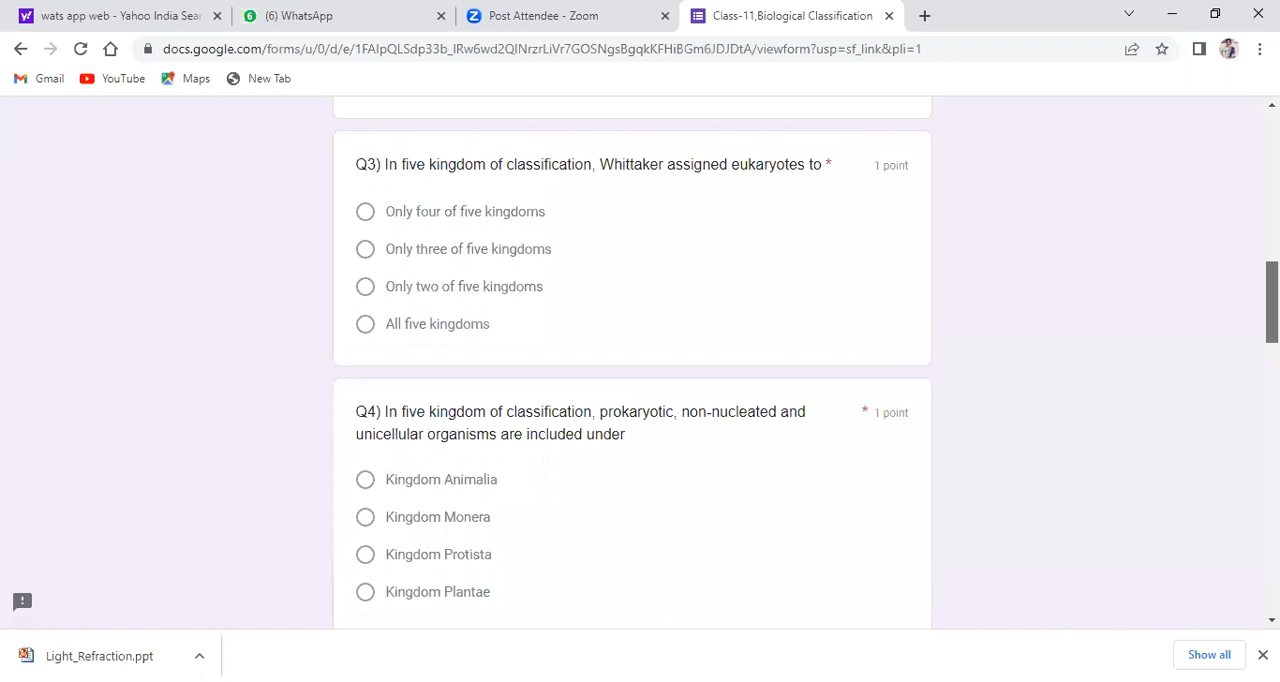 wats app web - Yahoo India Sear
(6) WhatsApp
Post Attendee - Zoom
Class-11,Biological Classification
docs.google.com/forms/u/0/d/e/1FAIpQLSdp33b_lRw6wd2QINrzrLiVr7GOSNgsBgqkKFHiBGm6JDJDtA/viewform?usp=sf_link&pli=1
Gmail
YouTube
Maps
New Tab
Q3) In five kingdom of classification, Whittaker assigned eukaryotes to *
1 point
Only four of five kingdoms
Only three of five kingdoms
Only two of five kingdoms
All five kingdoms
Q4) In five kingdom of classification, prokaryotic, non-nucleated and
* 1 point
unicellular organisms are included under
Kingdom Animalia
Kingdom Monera
Kingdom Protista
Kingdom Plantae
Light_Refraction.ppt
Show all